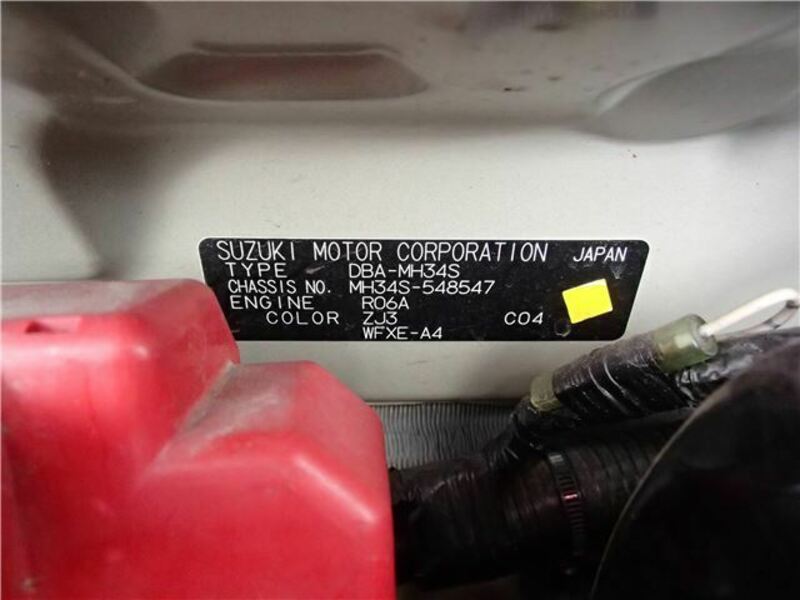 SUZUKI MOTOR CORPORATION JAPAN
TYPE DBA-MH34S
CHASSIS NO. MH34S-548547
ENGINE R06A
COLOR ZJ3 C04
WFXE-A4